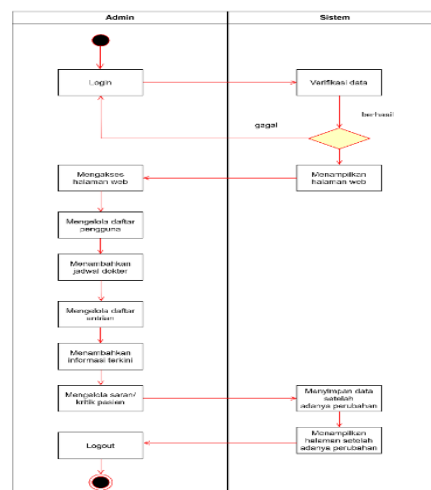 Admin
Sistem
Login
Verifikasi data
gagal
berhasil
Mengakses
halaman web
Menampilkan
halaman web
Mengelola daftar
pengguna
Menambahkan
jadwal dokter
Mengelola daftar
antrian
Menambahkan
informasi terkini
Mengelola saran/
kritik pasien
Menyimpan data
setelah
adanya perubahan
Logout
Menampilkan
halaman setelah
adanya perubahan